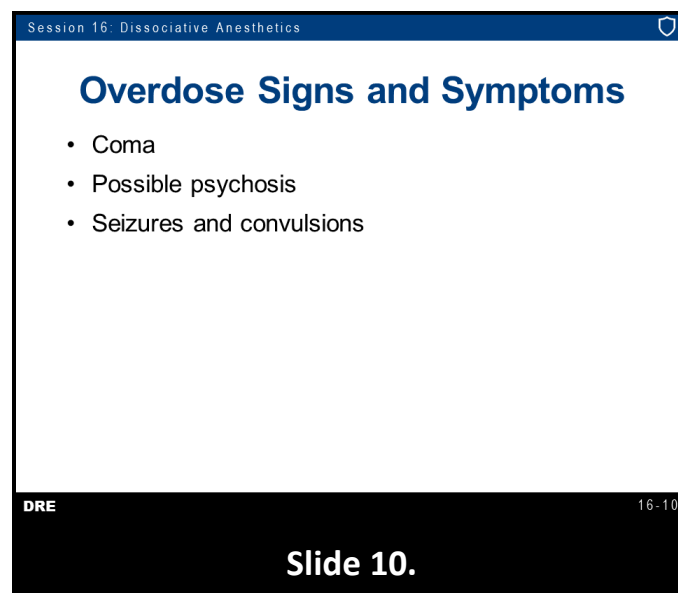 Session 16: Dissociative Anesthetics
Overdose Signs and Symptoms
• Coma
• Possible psychosis
• Seizures and convulsions
DRE
16-10
Slide 10.